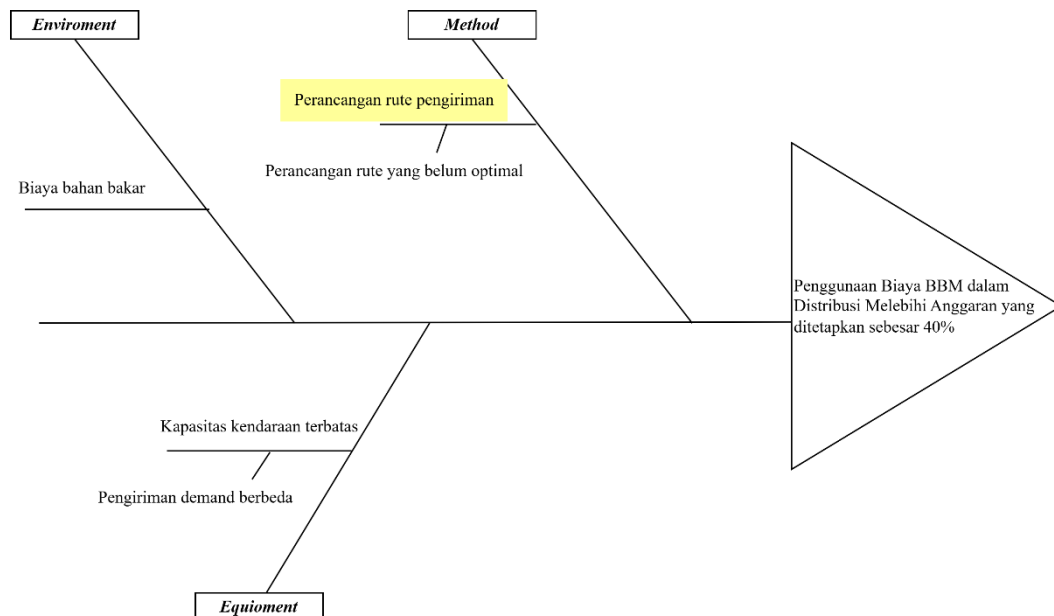 Enviroment
Method
Perancangan rute pengiriman
Perancangan rute yang belum optimal
Biaya bahan bakar
Penggunaan Biaya BBM dalam
Distribusi Melebihi Anggaran yang
ditetapkan sebesar 40%
Kapasitas kendaraan terbatas
Pengiriman demand berbeda
Equioment